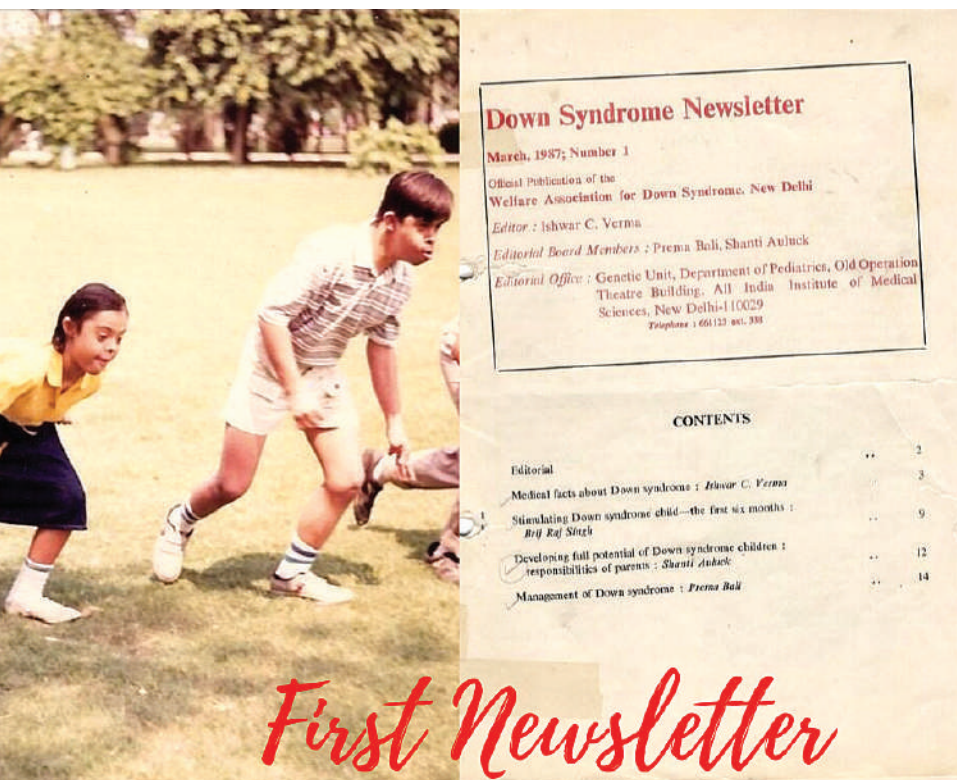 Down Syndrome Newsletter
March, 1987; Number 1
Official Publication of the
Welfare Association for Down Syndrome, New Delhi
Editor : Ishwar C. Verma
Editorial Board Members : Prema Bali, Shanti Auluck
Editorial Office : Genetic Unit, Department of Pediatrics, Old Operation
Theatre Building, All India Institute of Medical
Sciences, New Delhi-110029
Telephone : 661123 ext. 338
CONTENTS
Editorial .. 2
Medical facts about Down syndrome : Ishwar C. Verma 3
Stimulating Down syndrome child—the first six months :
Brij Raj Singh .. 9
Developing full potential of Down syndrome children :
responsibilities of parents : Shanti Auluck .. 12
Management of Down syndrome : Prema Bali .. 14
First Newsletter